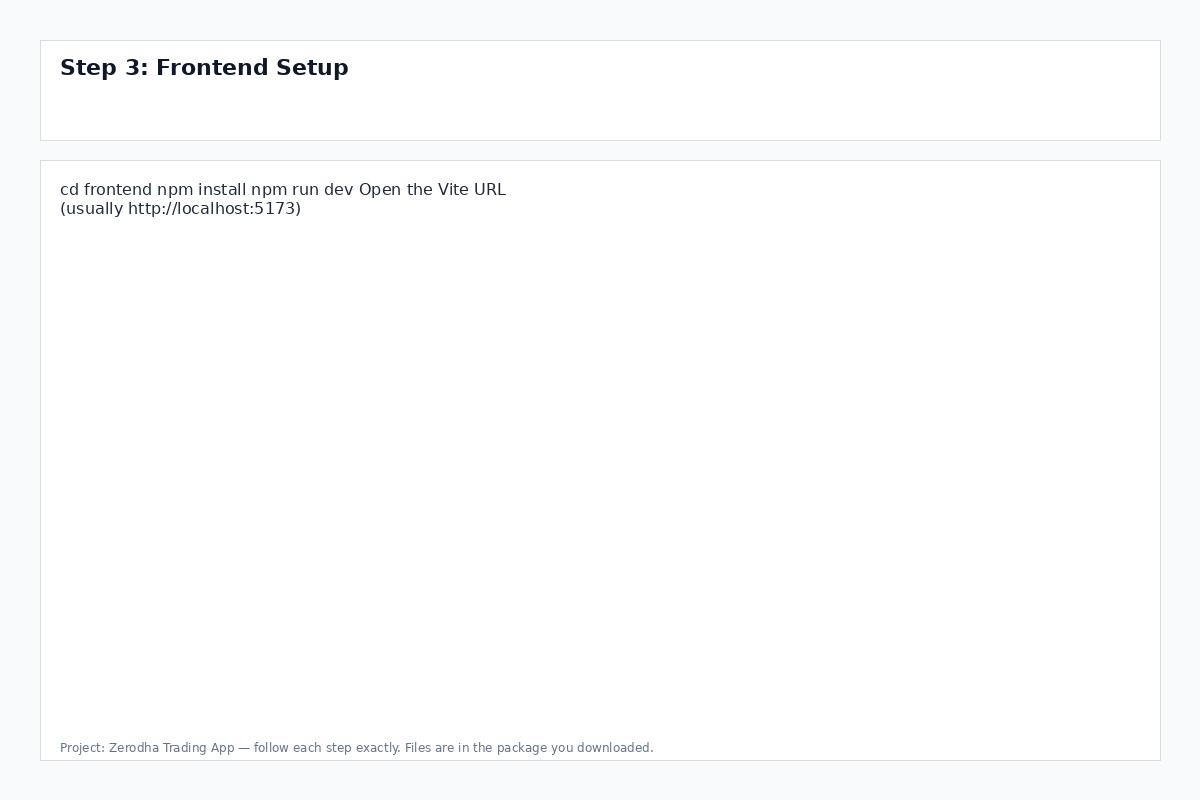 Step 3: Frontend Setup
cd frontend npm install npm run dev Open the Vite URL
(usually http://localhost:5173)
Project: Zerodha Trading App — follow each step exactly. Files are in the package you downloaded.